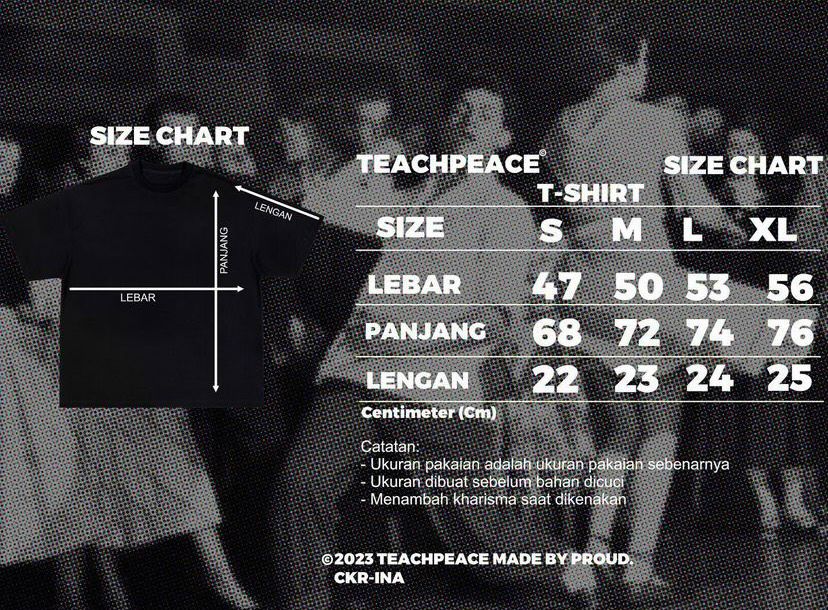 SIZE CHART
LENGAN
PANJANG
LEBAR
TEACHPEACE© SIZE CHART
T-SHIRT
SIZE S M L XL
LEBAR 47 50 53 56
PANJANG 68 72 74 76
LENGAN 22 23 24 25
Centimeter (Cm)
Catatan:
- Ukuran pakaian adalah ukuran pakaian sebenarnya
- Ukuran dibuat sebelum bahan dicuci
- Menambah kharisma saat dikenakan
©2023 TEACHPEACE MADE BY PROUD.
CKR-INA